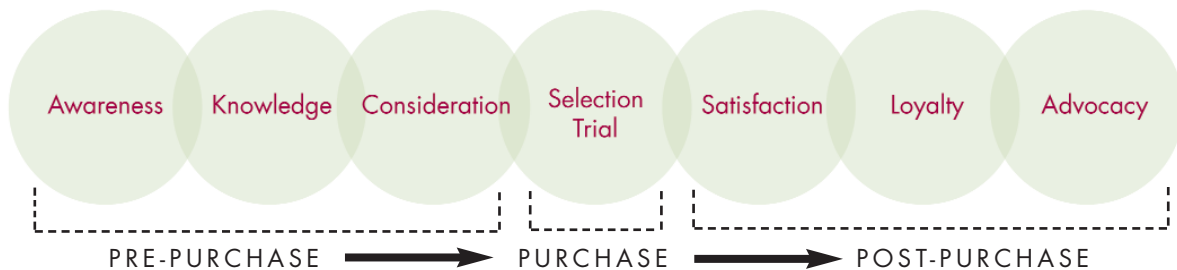 Awareness
Knowledge
Consideration
Selection
Trial
Satisfaction
Loyalty
Advocacy
PRE-PURCHASE
PURCHASE
POST-PURCHASE